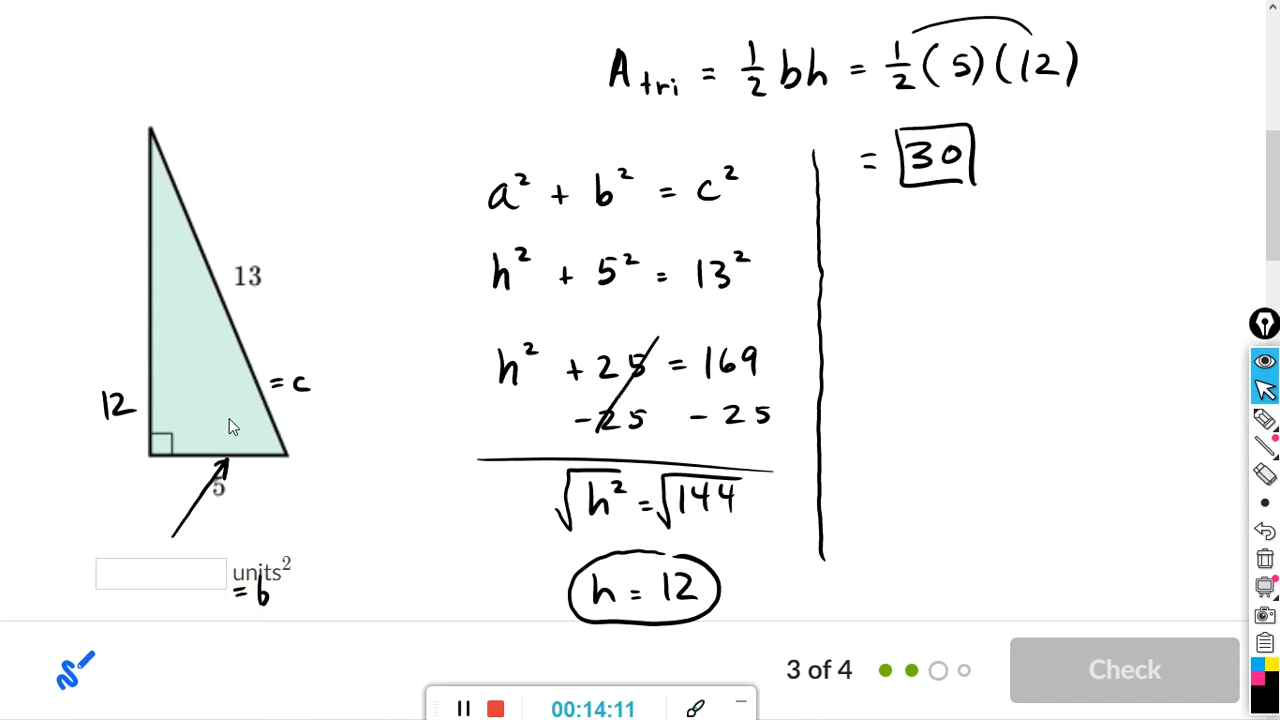 A tri = 1/2 bh = 1/2 (5)(12)
= 30
a² + b² = c²
h² + 5² = 13²
h² + 25 = 169
-25 - 25
√h² = √144
h = 12
13
= c
12
5
units²
= b
3 of 4
Check
00:14:11